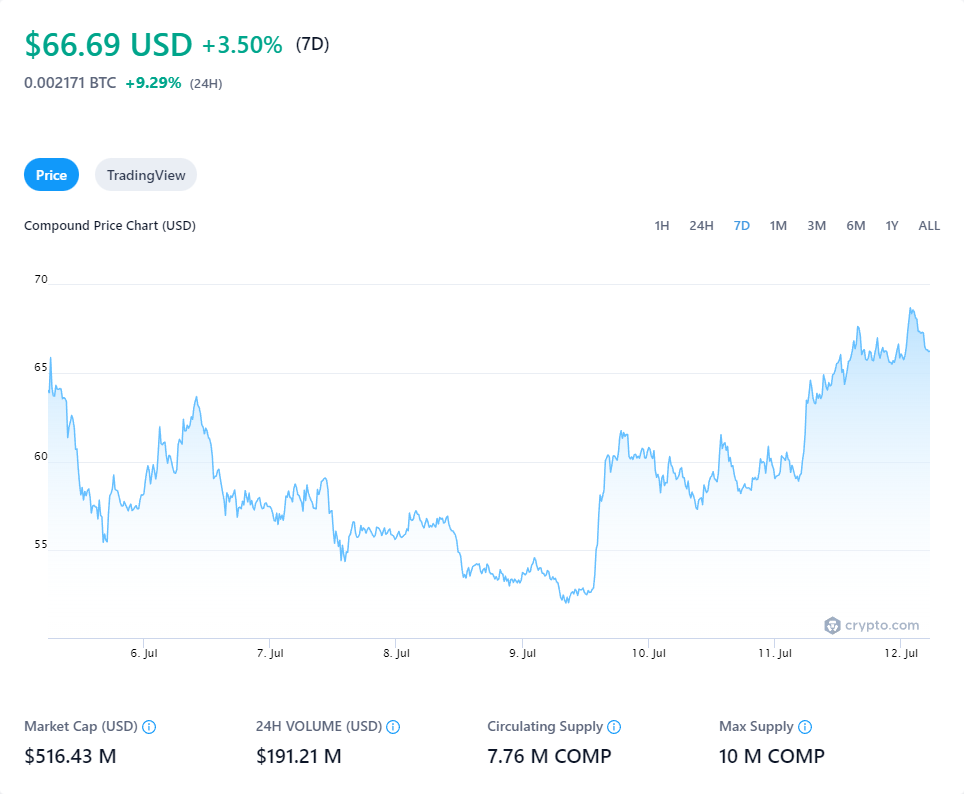 $66.69 USD +3.50% (7D)
0.002171 BTC +9.29% (24H)
Price TradingView
Compound Price Chart (USD) 1H 24H 7D 1M 3M 6M 1Y ALL
70
65
60
55
crypto.com
6. Jul 7. Jul 8. Jul 9. Jul 10. Jul 11. Jul 12. Jul
Market Cap (USD) 24H VOLUME (USD) Circulating Supply Max Supply
$516.43 M $191.21 M 7.76 M COMP 10 M COMP